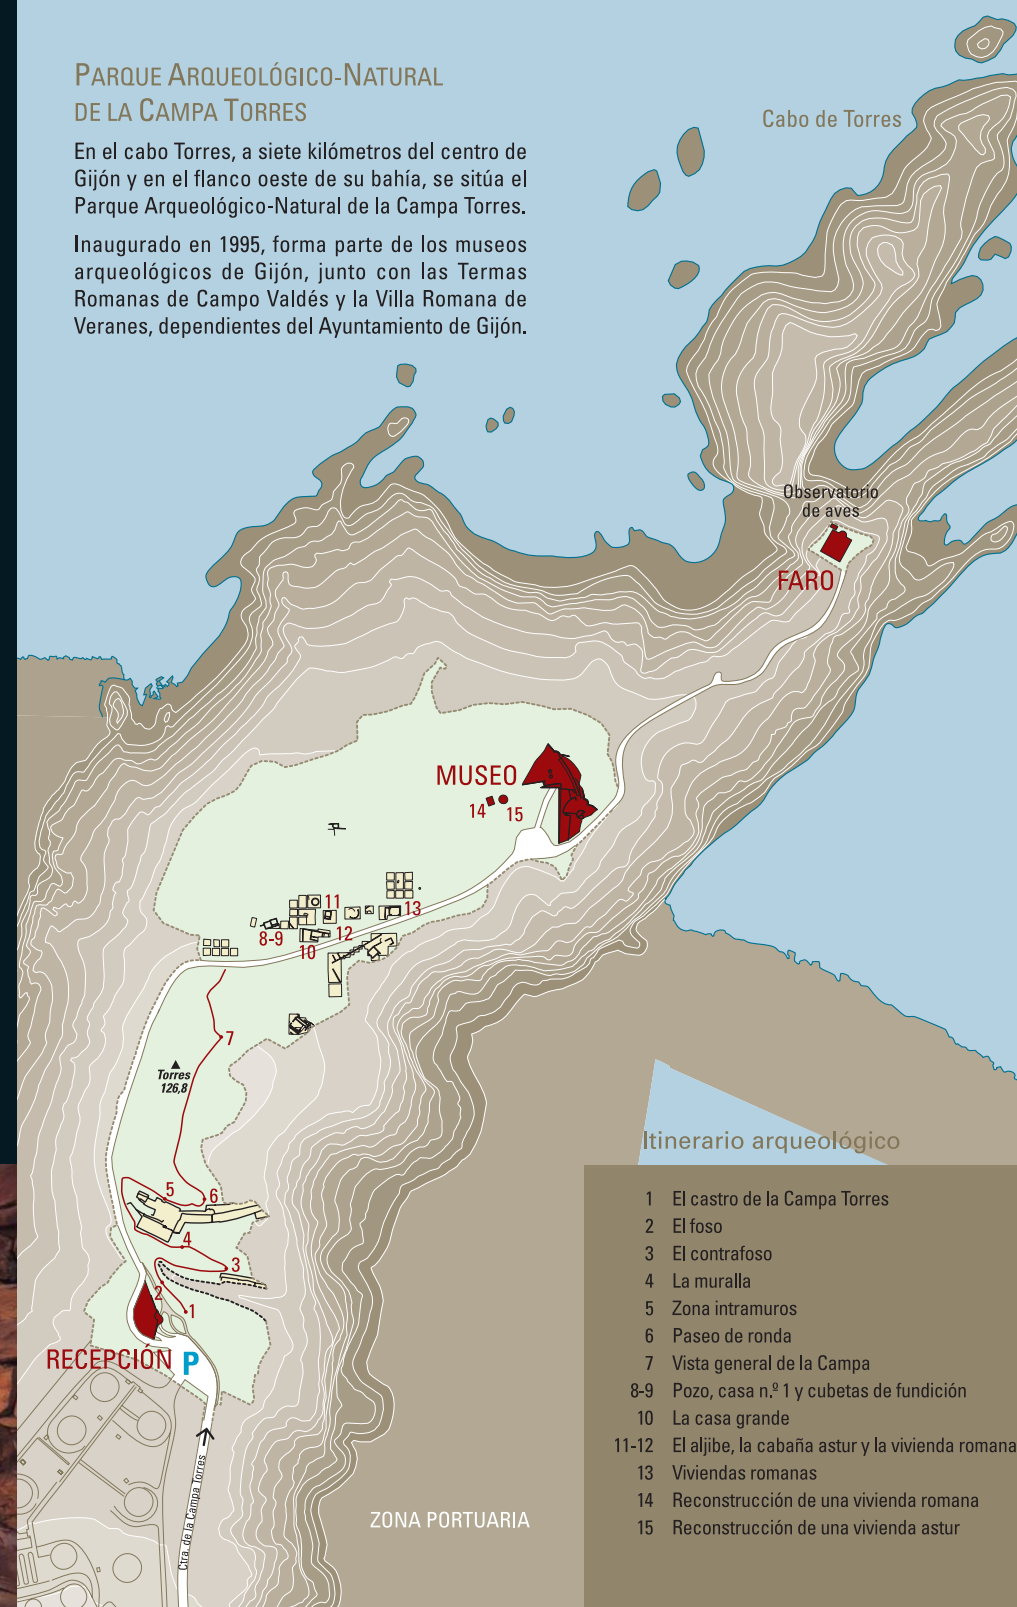 PARQUE ARQUEOLÓGICO-NATURAL
DE LA CAMPA TORRES
En el cabo Torres, a siete kilómetros del centro de
Gijón y en el flanco oeste de su bahía, se sitúa el
Parque Arqueológico-Natural de la Campa Torres.
Inaugurado en 1995, forma parte de los museos
arqueológicos de Gijón, junto con las Termas
Romanas de Campo Valdés y la Villa Romana de
Veranes, dependientes del Ayuntamiento de Gijón.
Cabo de Torres
Observatorio
de aves
FARO
MUSEO
14
15
11
13
8-9
12
10
7
Torres
126,8
5
6
4
3
2
1
RECEPCIÓN P
Ctra. de la Campa Torres
ZONA PORTUARIA
Itinerario arqueológico
1 El castro de la Campa Torres
2 El foso
3 El contrafoso
4 La muralla
5 Zona intramuros
6 Paseo de ronda
7 Vista general de la Campa
8-9 Pozo, casa n.º 1 y cubetas de fundición
10 La casa grande
11-12 El aljibe, la cabaña astur y la vivienda romana
13 Viviendas romanas
14 Reconstrucción de una vivienda romana
15 Reconstrucción de una vivienda astur